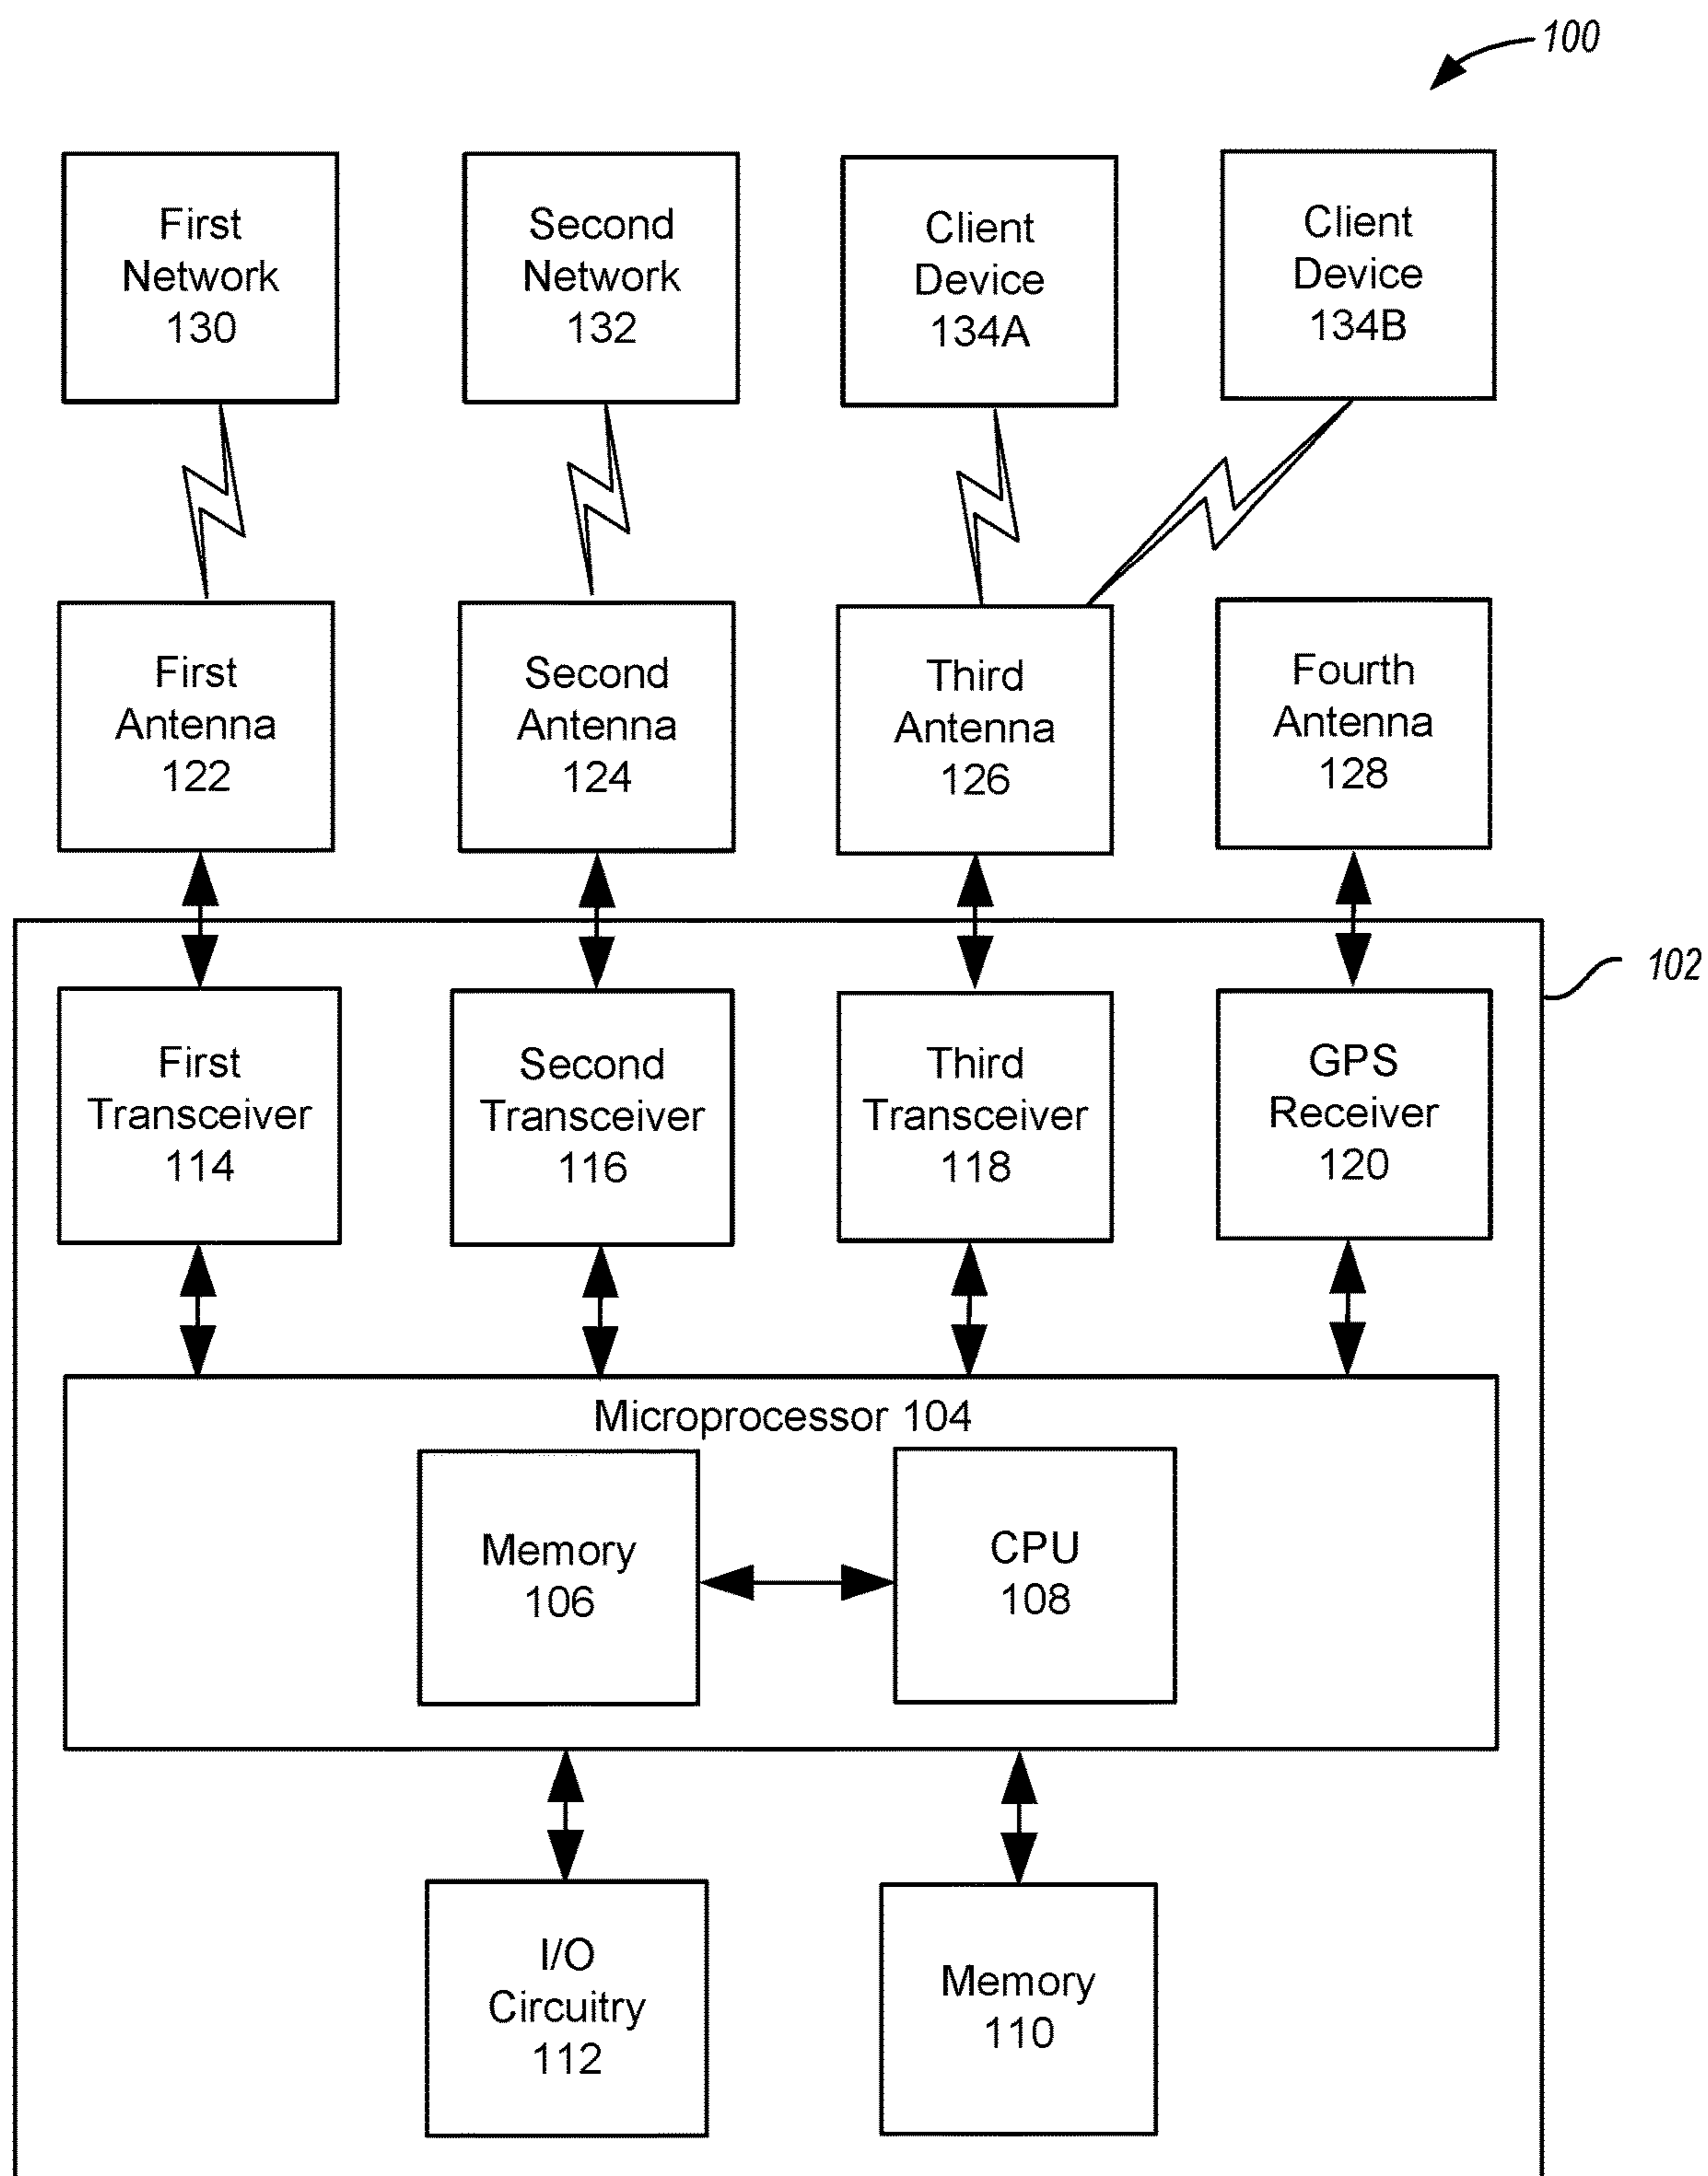 100
First
Network
130
Second
Network
132
Client
Device
134A
Client
Device
134B
First
Antenna
122
Second
Antenna
124
Third
Antenna
126
Fourth
Antenna
128
102
First
Transceiver
114
Second
Transceiver
116
Third
Transceiver
118
GPS
Receiver
120
Microprocessor 104
Memory
106
CPU
108
I/O
Circuitry
112
Memory
110